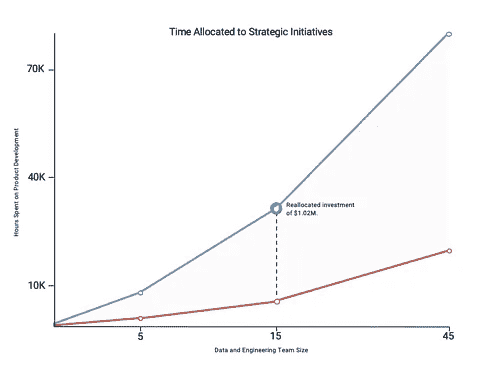 Time Allocated to Strategic Initiatives
70K
Hours Spent on Product Development
40K
Reallocated investment
of $1.02M.
10K
5
15
45
Data and Engineering Team Size